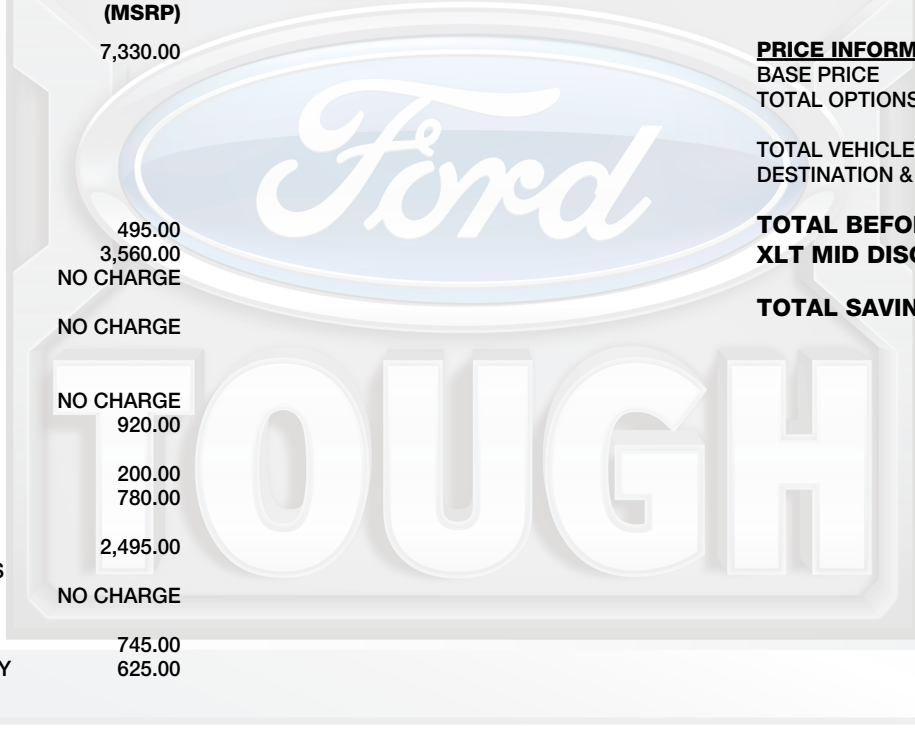 (MSRP)
7,330.00
495.00
3,560.00
NO CHARGE
NO CHARGE
NO CHARGE
920.00
200.00
780.00
2,495.00
S
NO CHARGE
745.00
Y 625.00
PRICE INFORM
BASE PRICE
TOTAL OPTIONS
TOTAL VEHICLE
DESTINATION &
TOTAL BEFO
XLT MID DISC
TOTAL SAVIN
Ford
TOUGH